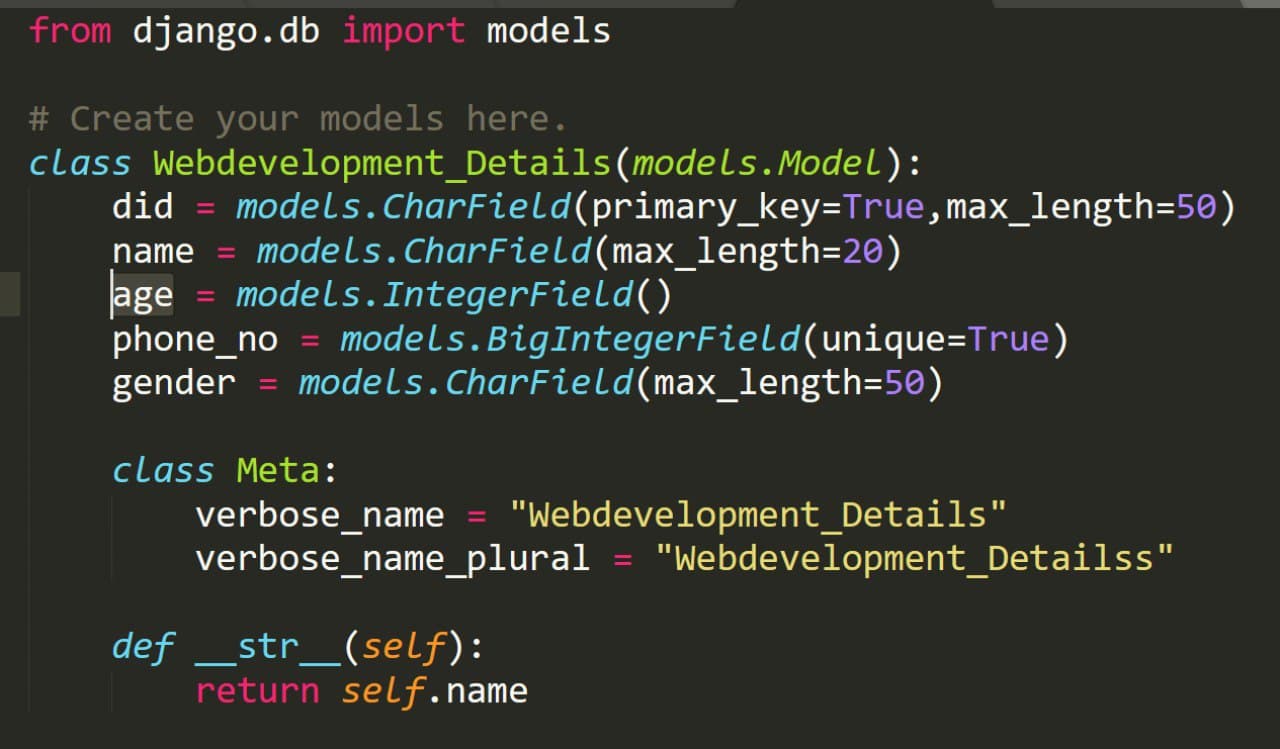 from django.db import models
# Create your models here.
class Webdevelopment_Details(models.Model):
did = models.CharField(primary_key=True,max_length=50)
name = models.CharField(max_length=20)
age = models.IntegerField()
phone_no = models.BigIntegerField(unique=True)
gender = models.CharField(max_length=50)
class Meta:
verbose_name = "Webdevelopment_Details"
verbose_name_plural = "Webdevelopment_Detailss"
def __str__(self):
return self.name